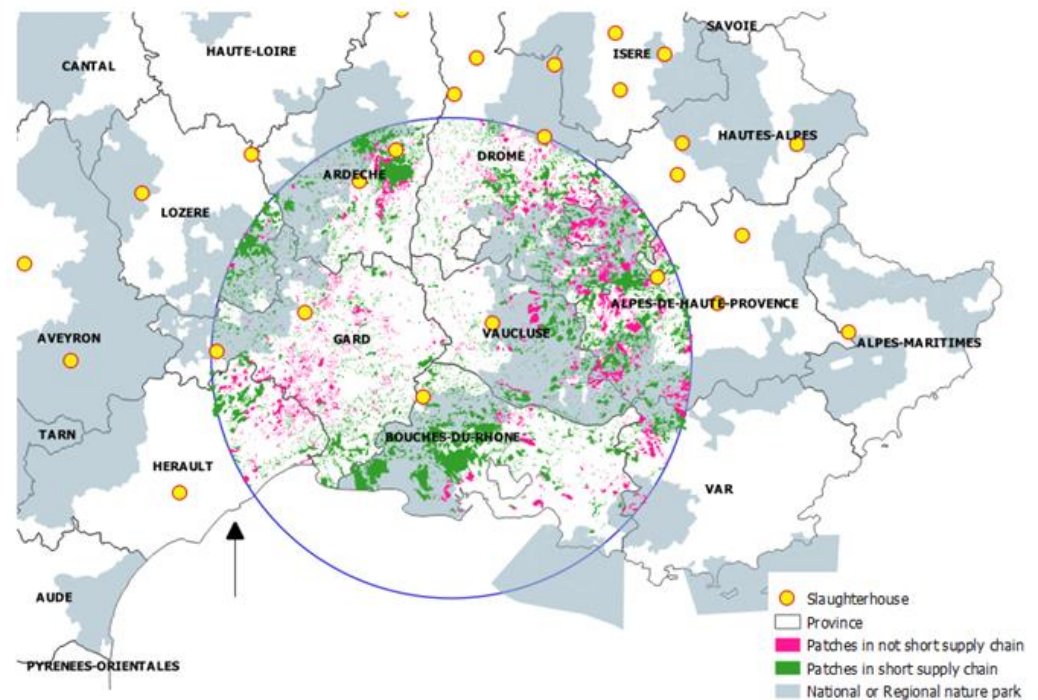 SAVOIE
HAUTE-LOIRE
ISERE
CANTAL
HAUTES-ALPES
DROME
ARDECHE
LOZERE
ALPES-DE-HAUTE-PROVENCE
AVEYRON
GARD
VAUCLUSE
ALPES-MARITIMES
TARN
BOUCHES-DU-RHONE
HERAULT
VAR
AUDE
PYRENEES-ORIENTALES
Slaughterhouse
Province
Patches in not short supply chain
Patches in short supply chain
National or Regional nature park